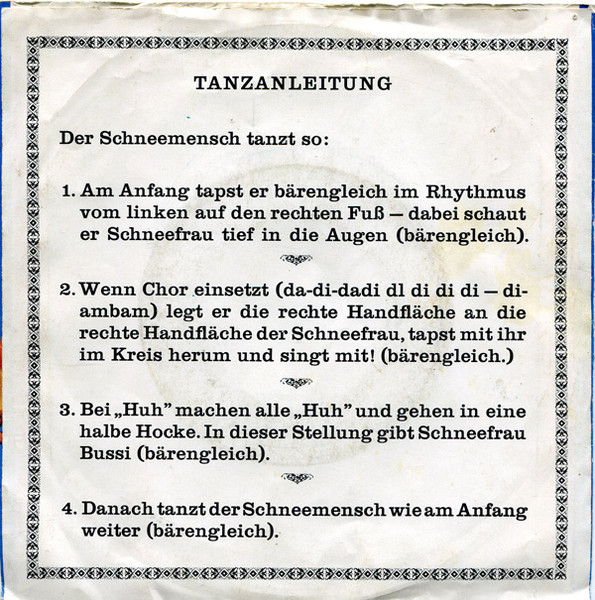 TANZANLEITUNG
Der Schneemensch tanzt so:
1. Am Anfang tapst er bärengleich im Rhythmus
vom linken auf den rechten Fuß — dabei schaut
er Schneefrau tief in die Augen (bärengleich).
2. Wenn Chor einsetzt (da-di-dadi dl di di di — di-
ambam) legt er die rechte Handfläche an die
rechte Handfläche der Schneefrau, tapst mit ihr
im Kreis herum und singt mit! (bärengleich.)
3. Bei „Huh" machen alle „Huh" und gehen in eine
halbe Hocke. In dieser Stellung gibt Schneefrau
Bussi (bärengleich).
4. Danach tanzt der Schneemensch wie am Anfang
weiter (bärengleich).